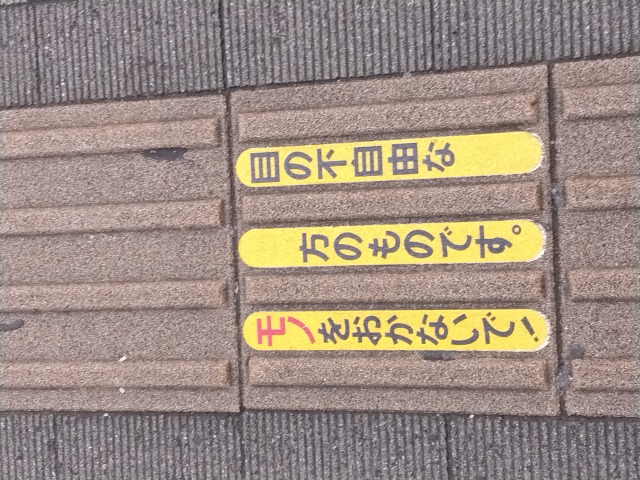 目の不自由な
方のものです。
モノをおかないで!